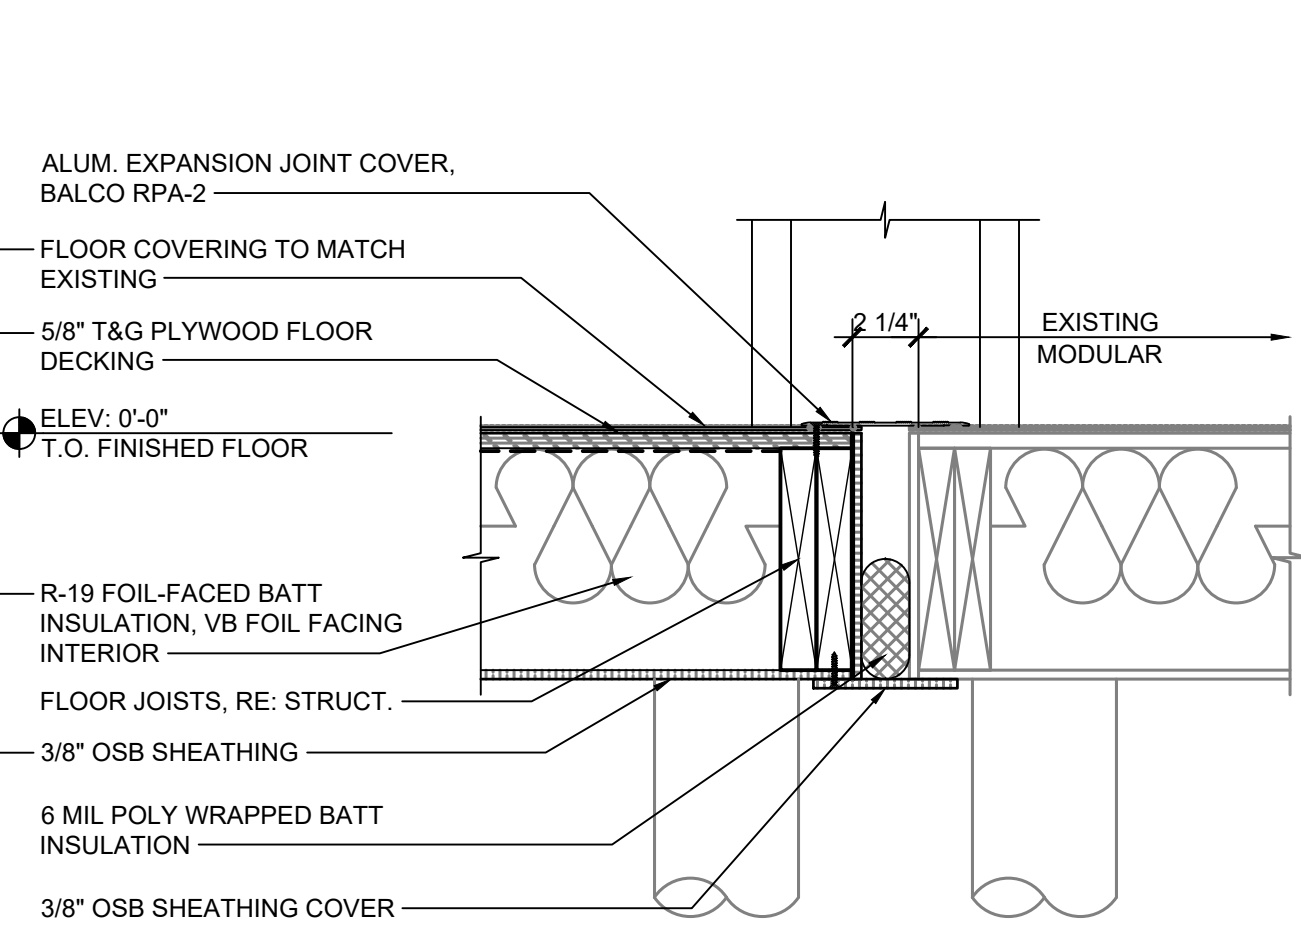 ALUM. EXPANSION JOINT COVER,
BALCO RPA-2
FLOOR COVERING TO MATCH
EXISTING
5/8" T&G PLYWOOD FLOOR
DECKING
ELEV: 0'-0"
T.O. FINISHED FLOOR
R-19 FOIL-FACED BATT
INSULATION, VB FOIL FACING
INTERIOR
FLOOR JOISTS, RE: STRUCT.
3/8" OSB SHEATHING
6 MIL POLY WRAPPED BATT
INSULATION
3/8" OSB SHEATHING COVER
2 1/4"
EXISTING
MODULAR